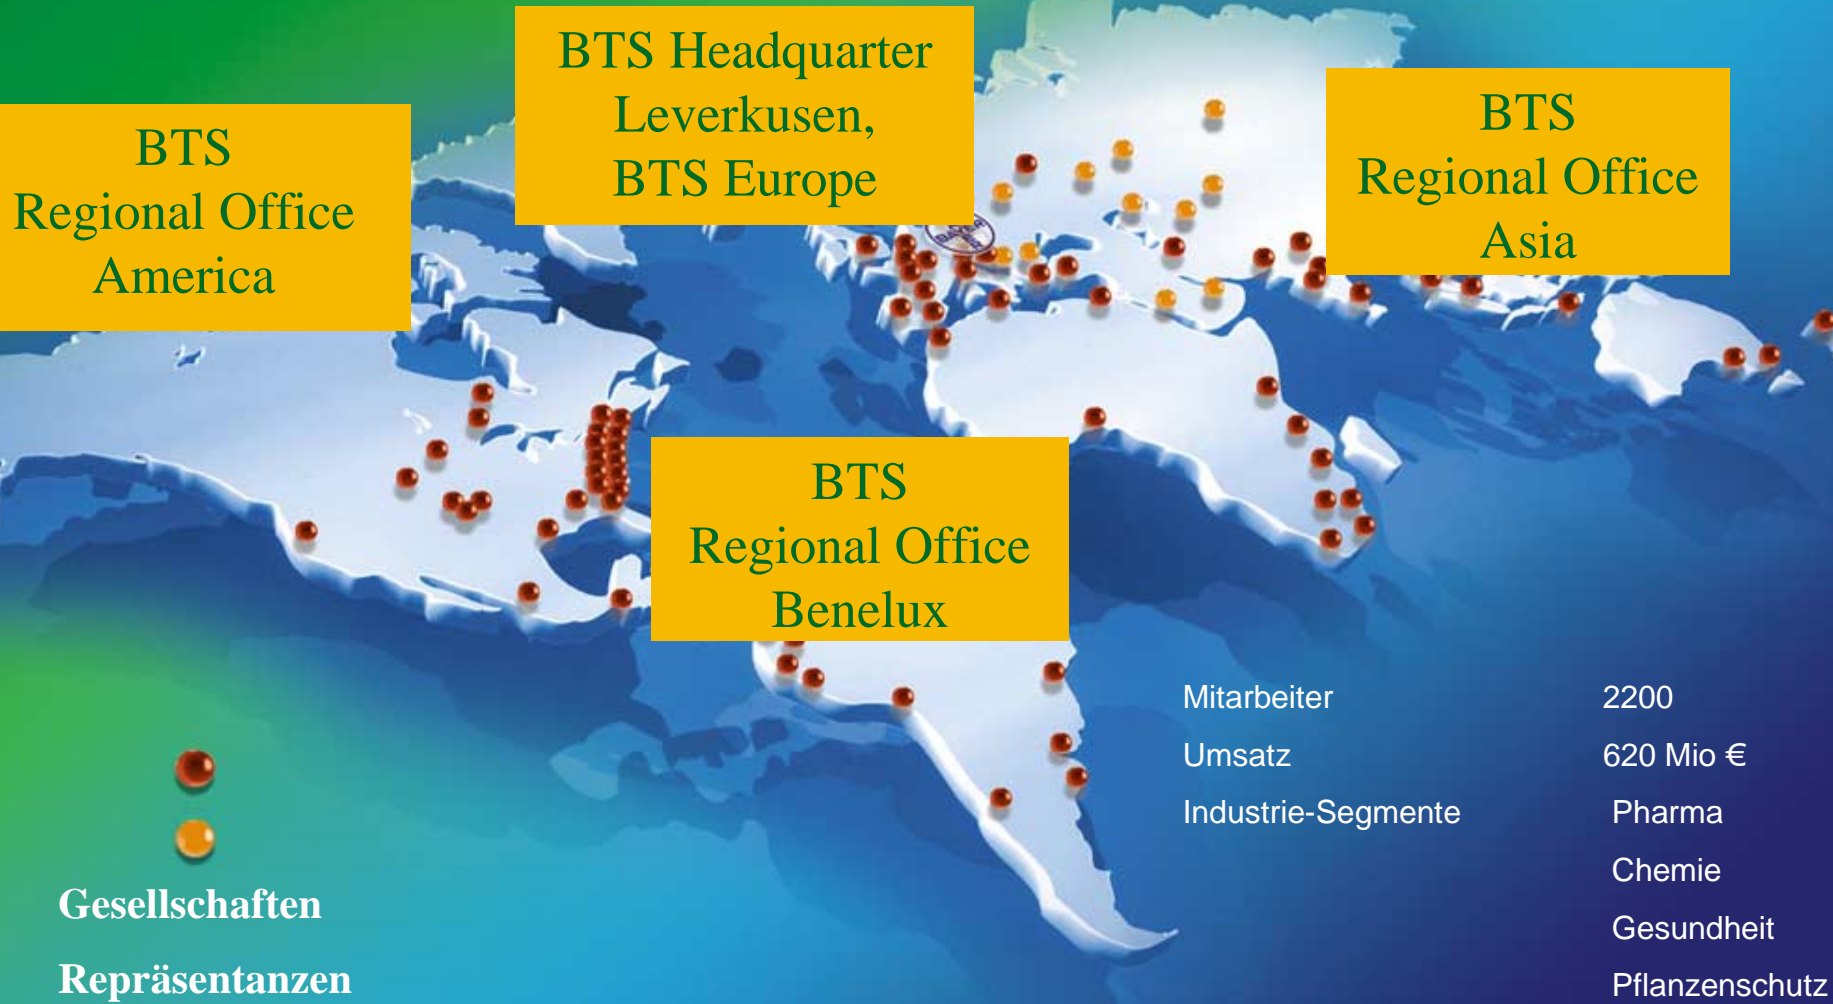 BTS Headquarter
Leverkusen,
BTS Europe
BTS
Regional Office
America
BTS
Regional Office
Asia
BAYER
BTS
Regional Office
Benelux
Mitarbeiter 2200
Umsatz 620 Mio €
Industrie-Segmente Pharma
Chemie
Gesundheit
Pflanzenschutz
Gesellschaften
Repräsentanzen